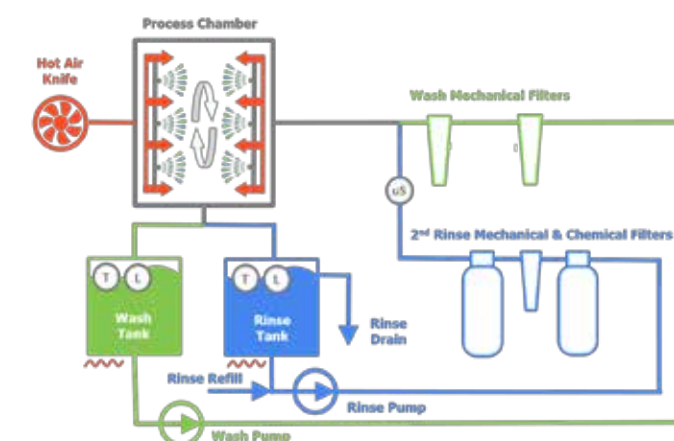 Process Chamber
Hot Air
Knife
Wash Mechanical Filters
uS
2nd Rinse Mechanical & Chemical Filters
T L
T L
Wash
Tank
Rinse
Tank
Rinse
Drain
Rinse Refill
Rinse Pump
Wash Pump